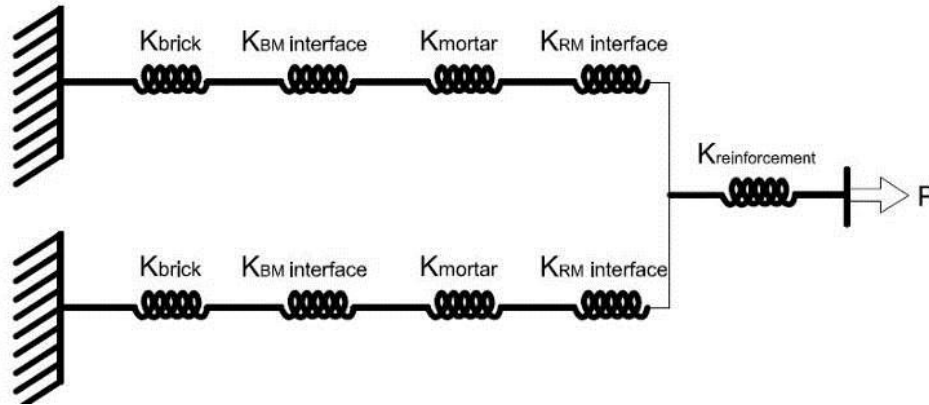 Kbrick KBM interface Kmortar KRM interface
Kreinforcement
P
Kbrick KBM interface Kmortar KRM interface